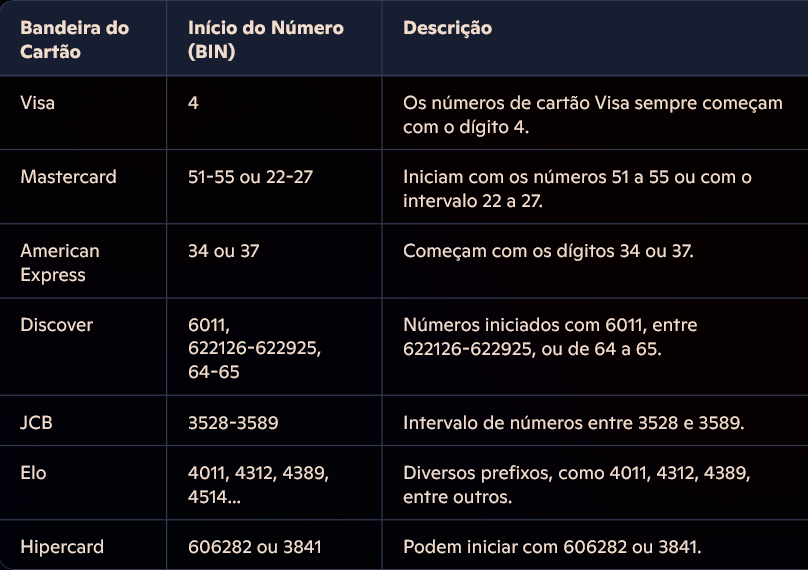 Bandeira do
Cartão
Início do Número
(BIN)
Descrição
Visa
4
Os números de cartão Visa sempre começam
com o dígito 4.
Mastercard
51-55 ou 22-27
Iniciam com os números 51 a 55 ou com o
intervalo 22 a 27.
American
Express
34 ou 37
Começam com os dígitos 34 ou 37.
Discover
6011,
622126-622925,
64-65
Números iniciados com 6011, entre
622126-622925, ou de 64 a 65.
JCB
3528-3589
Intervalo de números entre 3528 e 3589.
Elo
4011, 4312, 4389,
4514...
Diversos prefixos, como 4011, 4312, 4389,
entre outros.
Hipercard
606282 ou 3841
Podem iniciar com 606282 ou 3841.